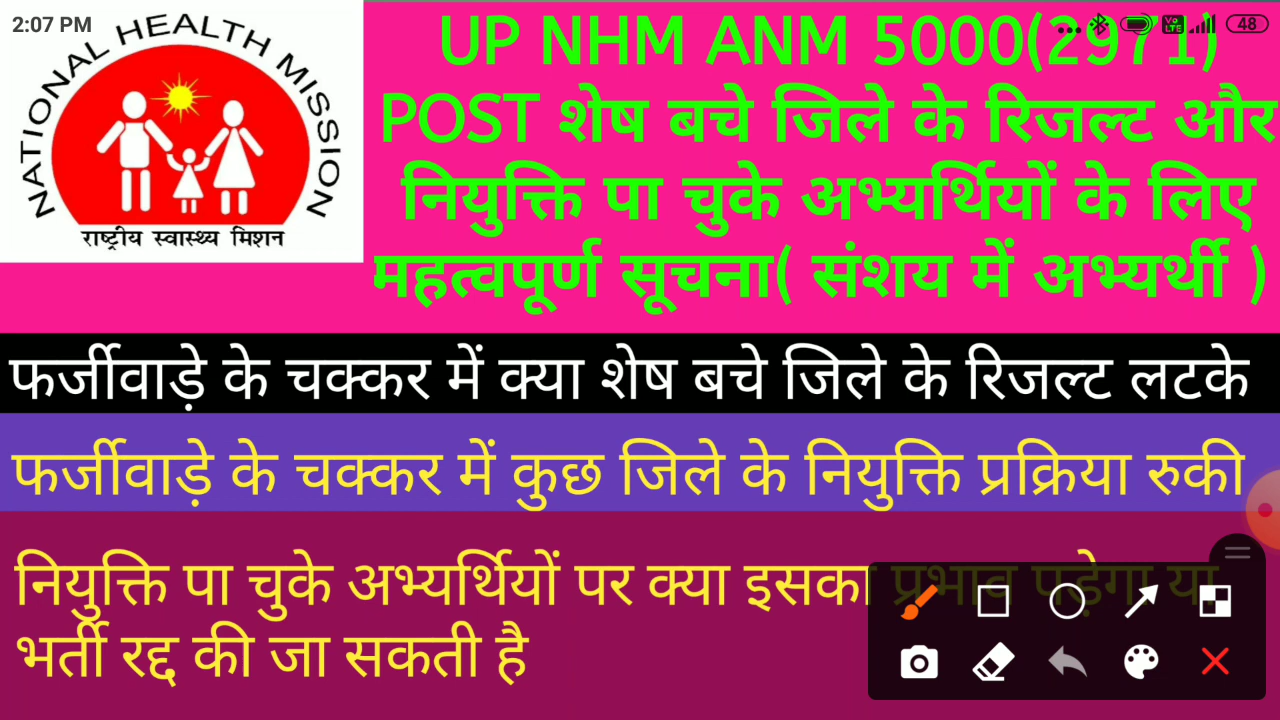 2:07 PM
48
NATIONAL HEALTH MISSION
राष्ट्रीय स्वास्थ्य मिशन
UP NHM ANM 5000(2971)
POST शेष बचे जिले के रिजल्ट और
नियुक्ति पा चुके अभ्यर्थियों के लिए
महत्वपूर्ण सूचना( संशय में अभ्यर्थी )
फर्जीवाड़े के चक्कर में क्या शेष बचे जिले के रिजल्ट लटके
फर्जीवाड़े के चक्कर में कुछ जिले के नियुक्ति प्रक्रिया रुकी
नियुक्ति पा चुके अभ्यर्थियों पर क्या इसका प्रभाव पड़ेगा या
भर्ती रद्द की जा सकती है